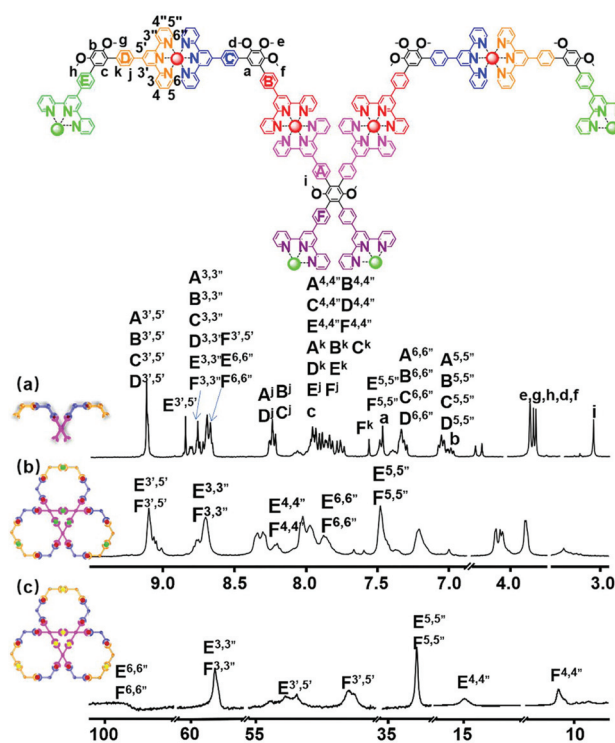 4" 5"
g 3" 6"
b O- 5' d O- e
O D N N N C O
O N N N O
h c k j 3' 3 6 a f
E 4 5 B
N N N N N
N N N N N
N N N N
A
i O O
F
N N N N
N N
A³',⁵'
B³',⁵'
C³',⁵'
D³',⁵'
E³',⁵'
A³,³"
B³,³"
C³,³"
D³,³" F³',⁵'
E³,³" E⁶,⁶"
F³,³" F⁶,⁶"
Aʲ Bʲ
Dʲ Cʲ
A⁴,⁴" B⁴,⁴"
C⁴,⁴" D⁴,⁴"
E⁴,⁴" F⁴,⁴"
Aᵏ Bᵏ Cᵏ
Dᵏ Eᵏ
Eʲ Fʲ
c
Fᵏ
E⁵,⁵"
F⁵,⁵"
a
A⁶,⁶"
B⁶,⁶"
C⁶,⁶"
D⁶,⁶"
A⁵,⁵"
B⁵,⁵"
C⁵,⁵"
D⁵,⁵"
b
e,g,h,d,f
i
(a)
(b)
E³',⁵'
F³',⁵'
E³,³"
F³,³"
E⁴,⁴"
F⁴,⁴"
E⁶,⁶"
F⁶,⁶"
E⁵,⁵"
F⁵,⁵"
9.0 8.5 8.0 7.5 7.0 4.0 3.0
(c)
E⁶,⁶"
F⁶,⁶"
E³,³"
F³,³"
E³',⁵'
F³',⁵'
E⁵,⁵"
F⁵,⁵"
E⁴,⁴"
F⁴,⁴"
100 60 55 35 15 10